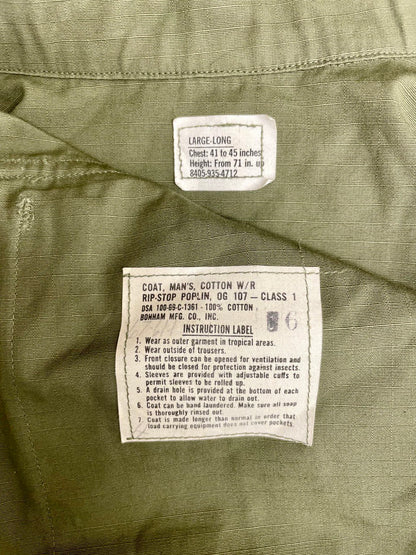 LARGE-LONG
Chest: 41 to 45 inches
Height: From 71 in. up
8405-935-4712
COAT, MAN'S, COTTON W/R
RIP-STOP POPLIN, OG 107 — CLASS 1
DSA 100-69-C-1361 - 100% COTTON
BONHAM MFG. CO., INC.
6
INSTRUCTION LABEL
1. Wear as outer garment in tropical areas.
2. Wear outside of trousers.
3. Front closure can be opened for ventilation and
should be closed for protection against insects.
4. Sleeves are provided with adjustable cuffs to
permit sleeves to be rolled up.
5. A drain hole is provided at the bottom of each
pocket to allow water to drain out.
6. Coat can be hand laundered. Make sure all soap
is thoroughly rinsed out.
7. Coat is made longer than normal in order that
load carrying equipment does not cover pockets.